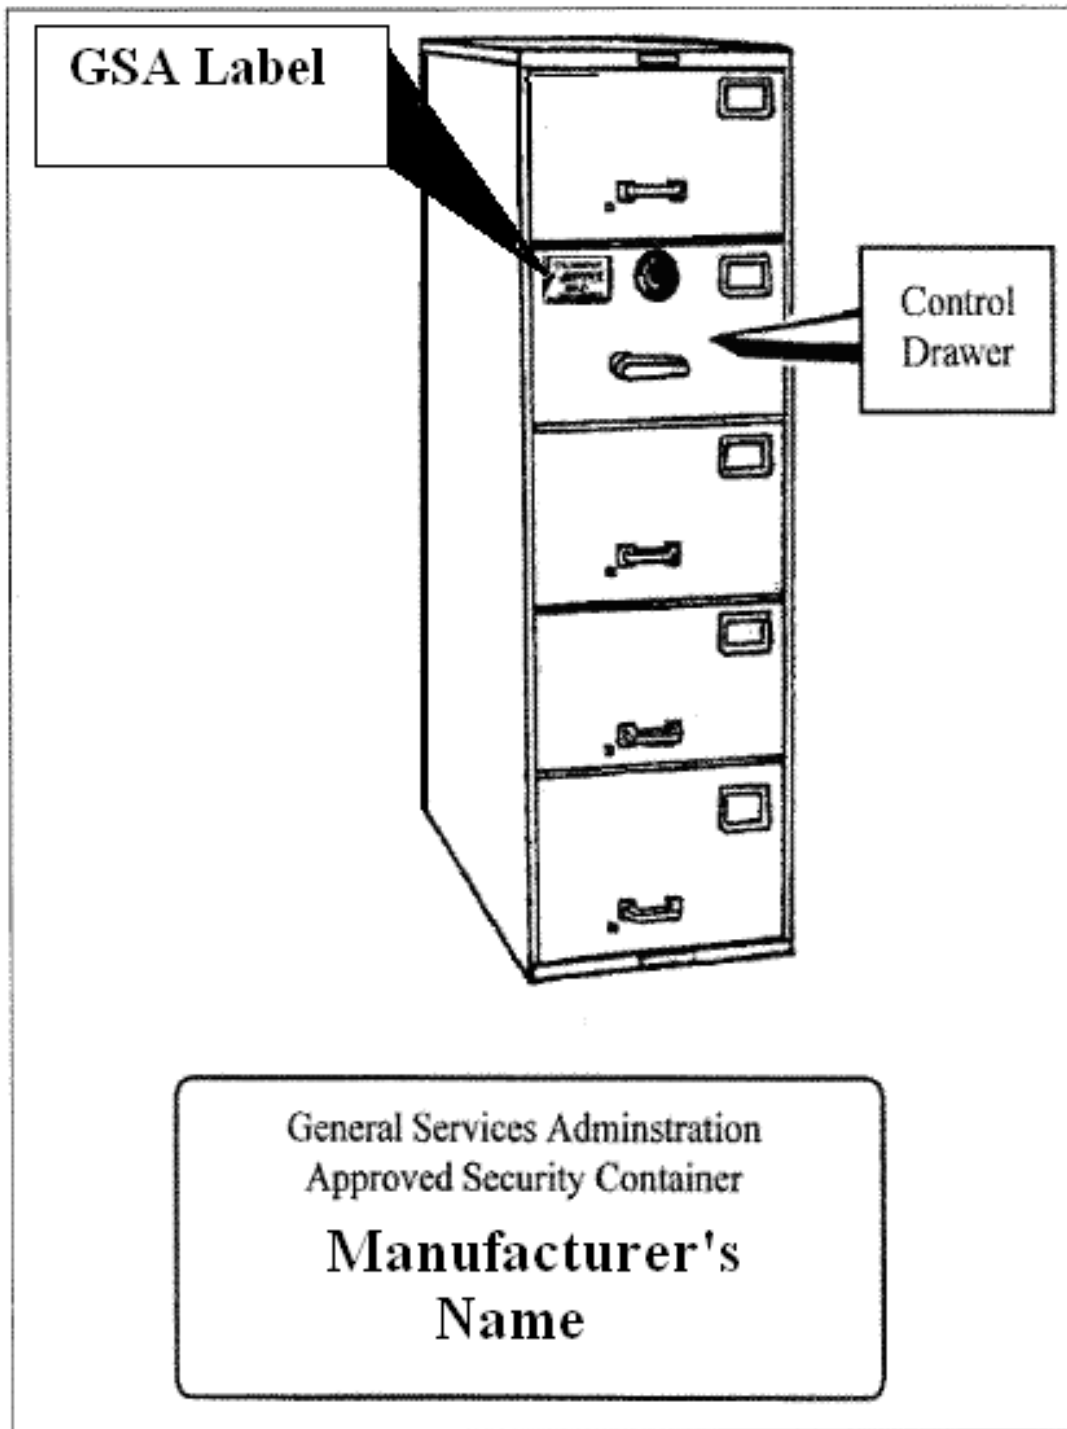 GSA Label
Control
Drawer
General Services Adminstration
Approved Security Container
Manufacturer's
Name